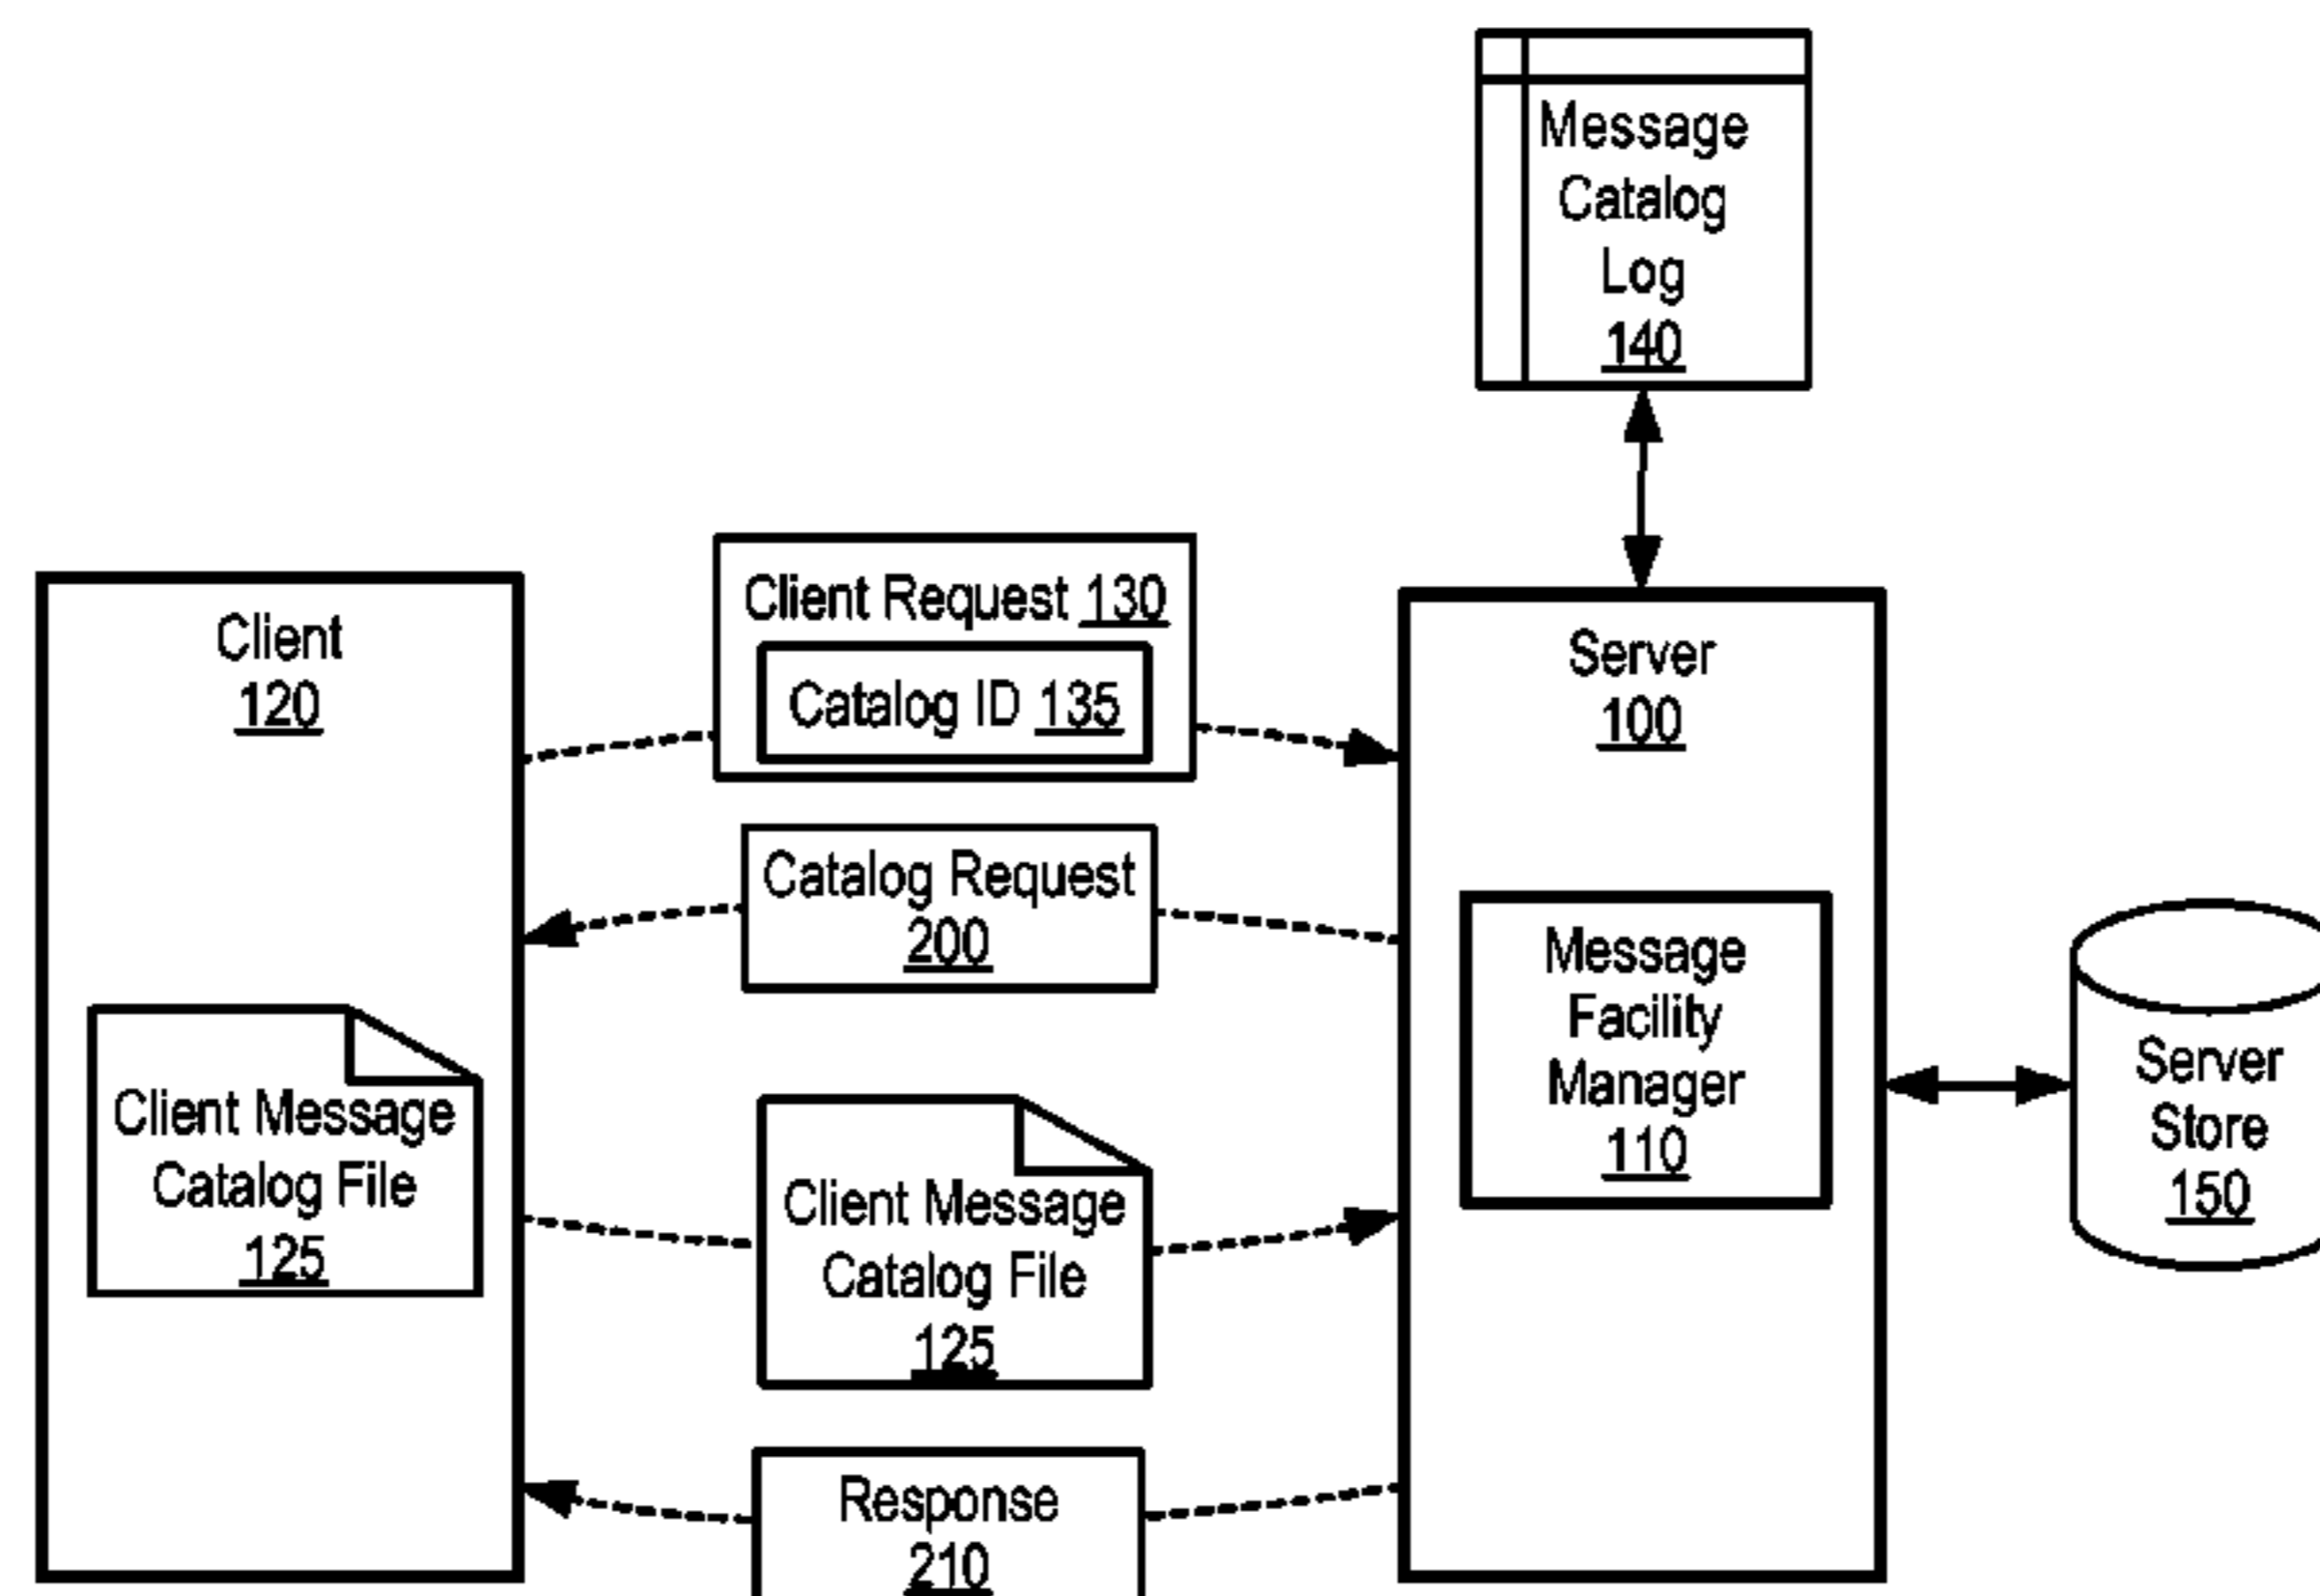 Message
Catalog
Log
140
Client
120
Client Request 130
Catalog ID 135
Server
100
Catalog Request
200
Message
Facility
Manager
110
Server
Store
150
Client Message
Catalog File
125
Client Message
Catalog File
125
Response
210